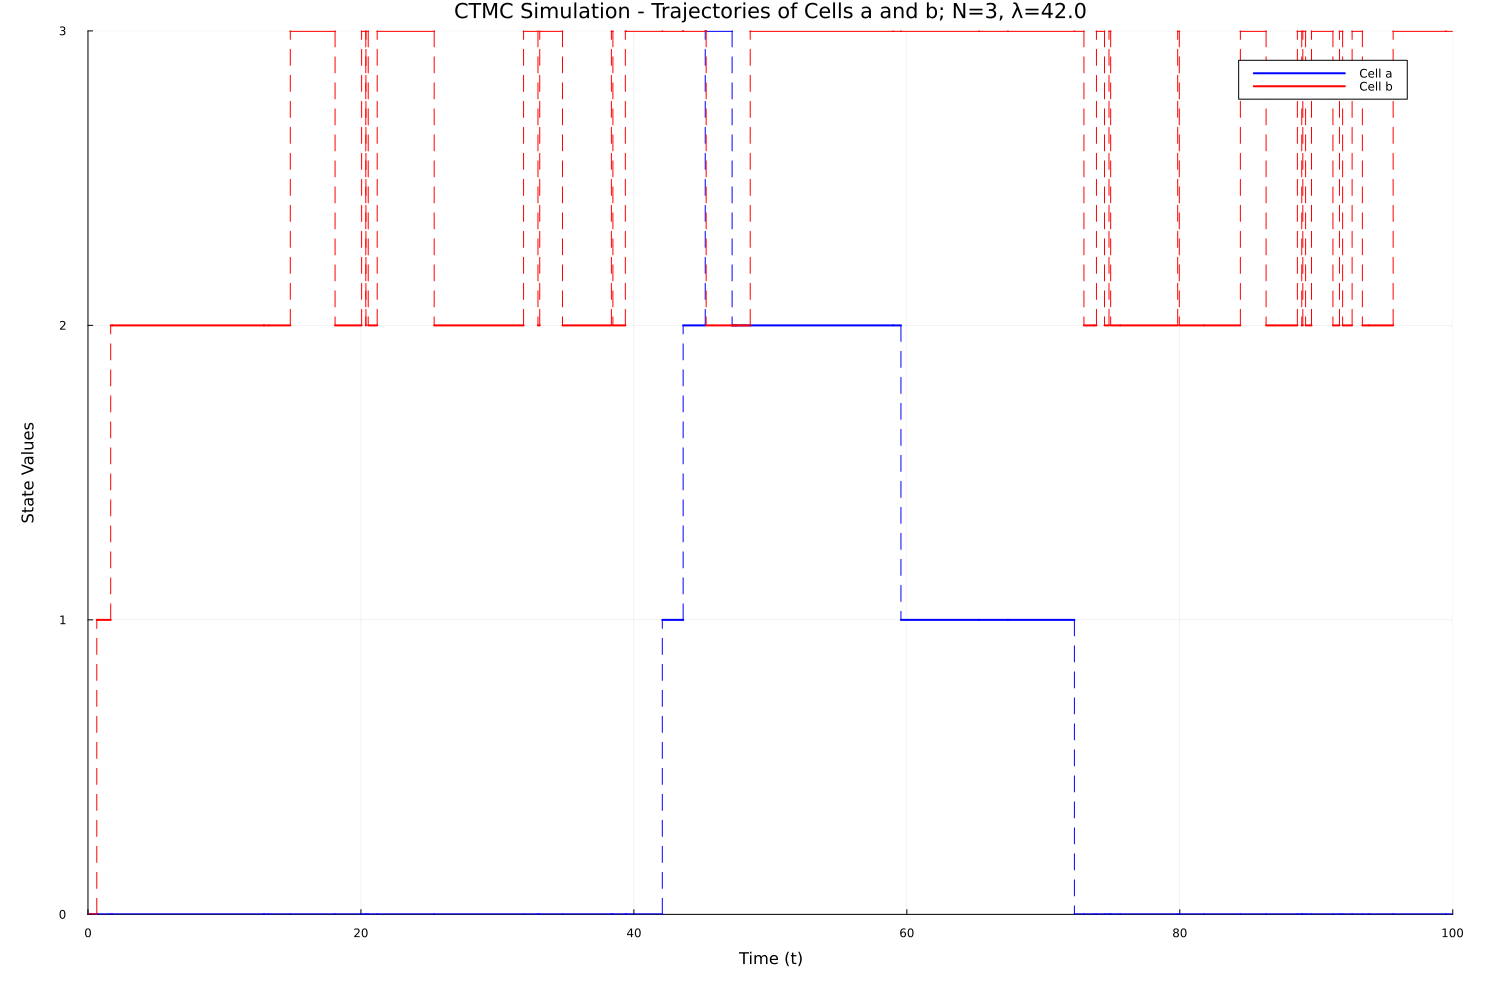 CTMC Simulation - Trajectories of Cells a and b; N=3, λ=42.0
3
Cell a
Cell b
2
State Values
1
0
0 20 40 60 80 100
Time (t)